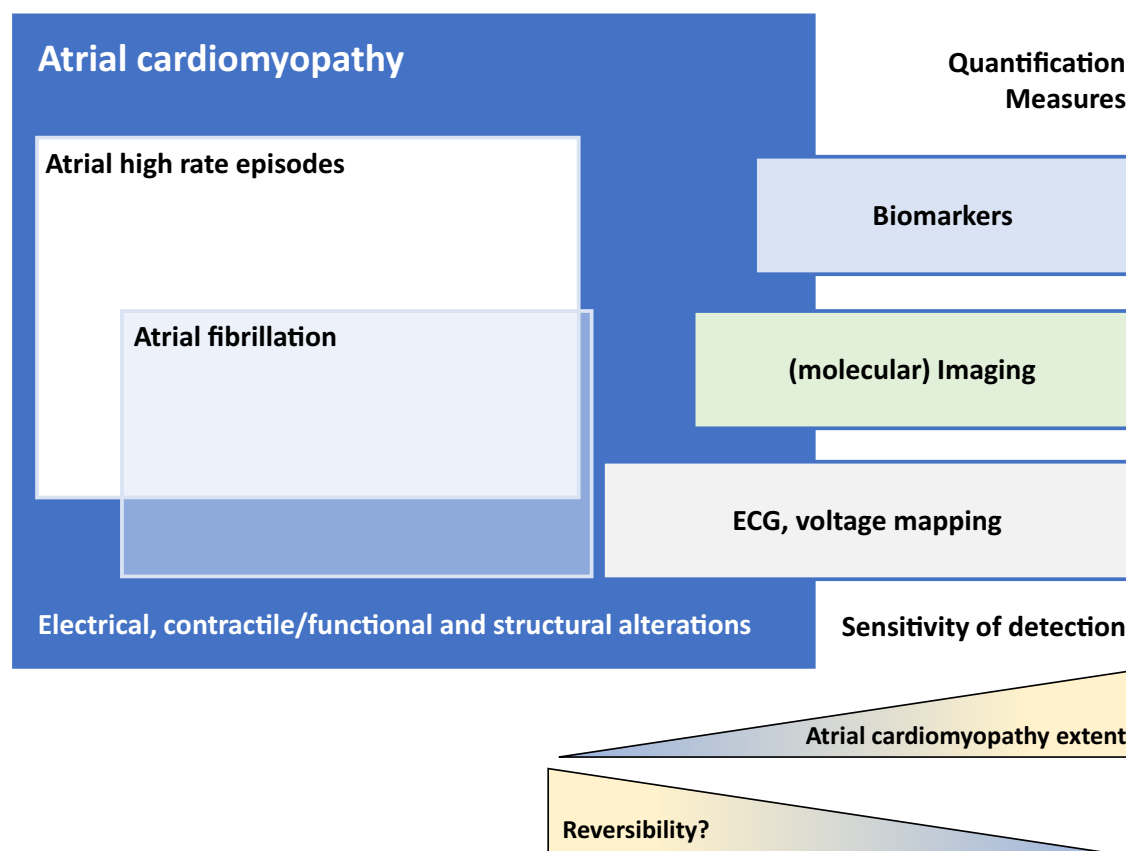 Atrial cardiomyopathy
Quantification
Measures
Atrial high rate episodes
Biomarkers
Atrial fibrillation
(molecular) Imaging
ECG, voltage mapping
Electrical, contractile/functional and structural alterations
Sensitivity of detection
Atrial cardiomyopathy extent
Reversibility?